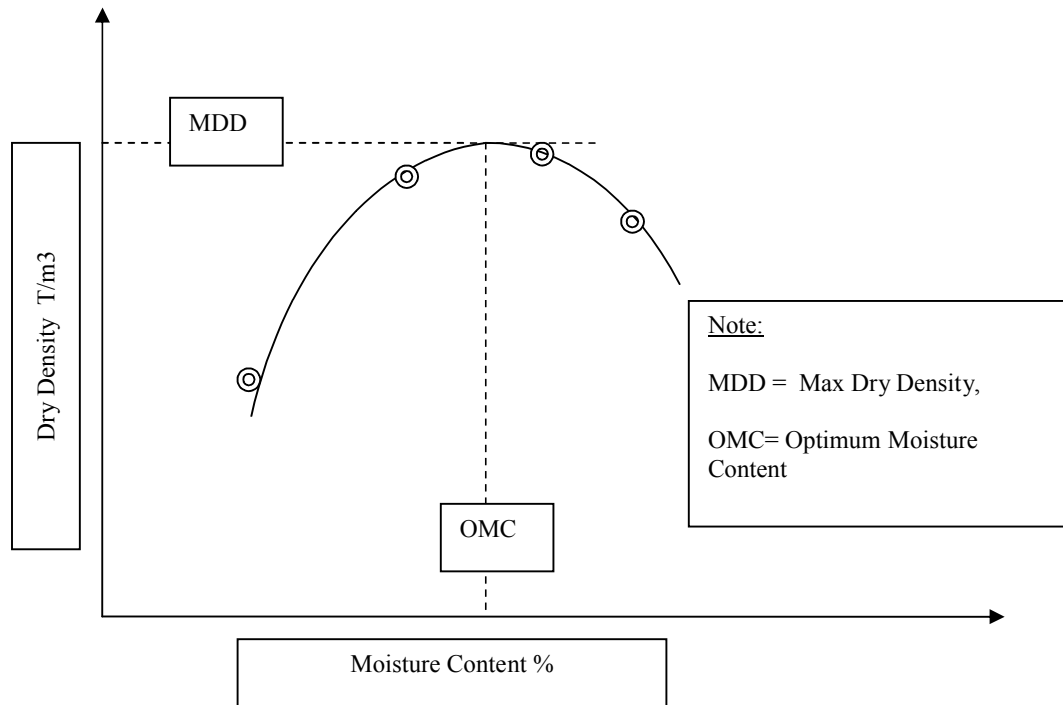 MDD
Dry Density  T/m3
Note:
MDD =  Max Dry Density,
OMC= Optimum Moisture
Content
OMC
Moisture Content %